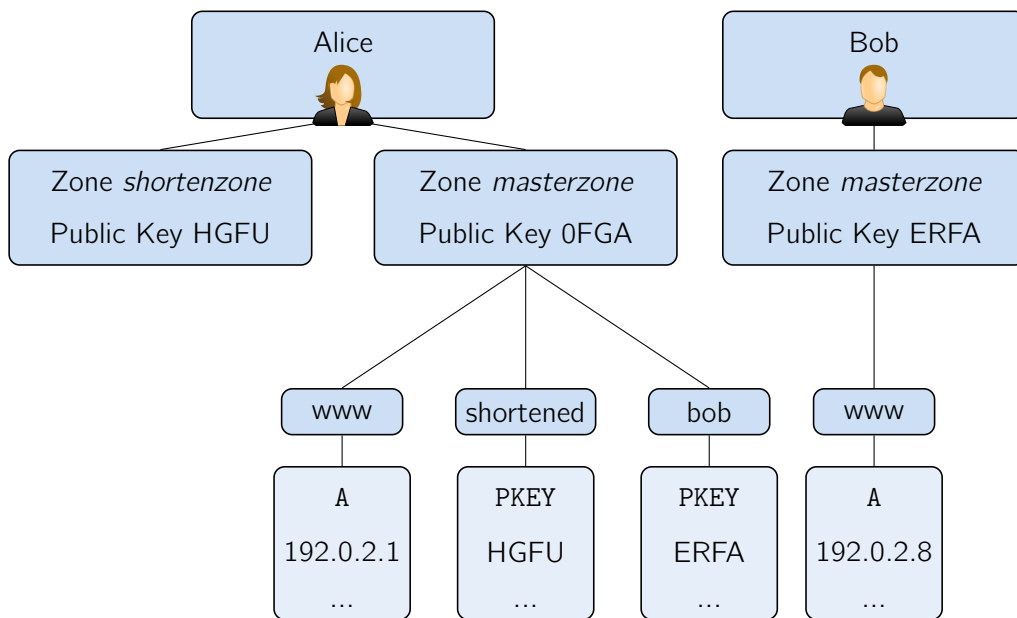 Alice
Bob
Zone shortenzone
Public Key HGFU
Zone masterzone
Public Key 0FGA
Zone masterzone
Public Key ERFA
www
shortened
bob
www
A
192.0.2.1
...
PKEY
HGFU
...
PKEY
ERFA
...
A
192.0.2.8
...